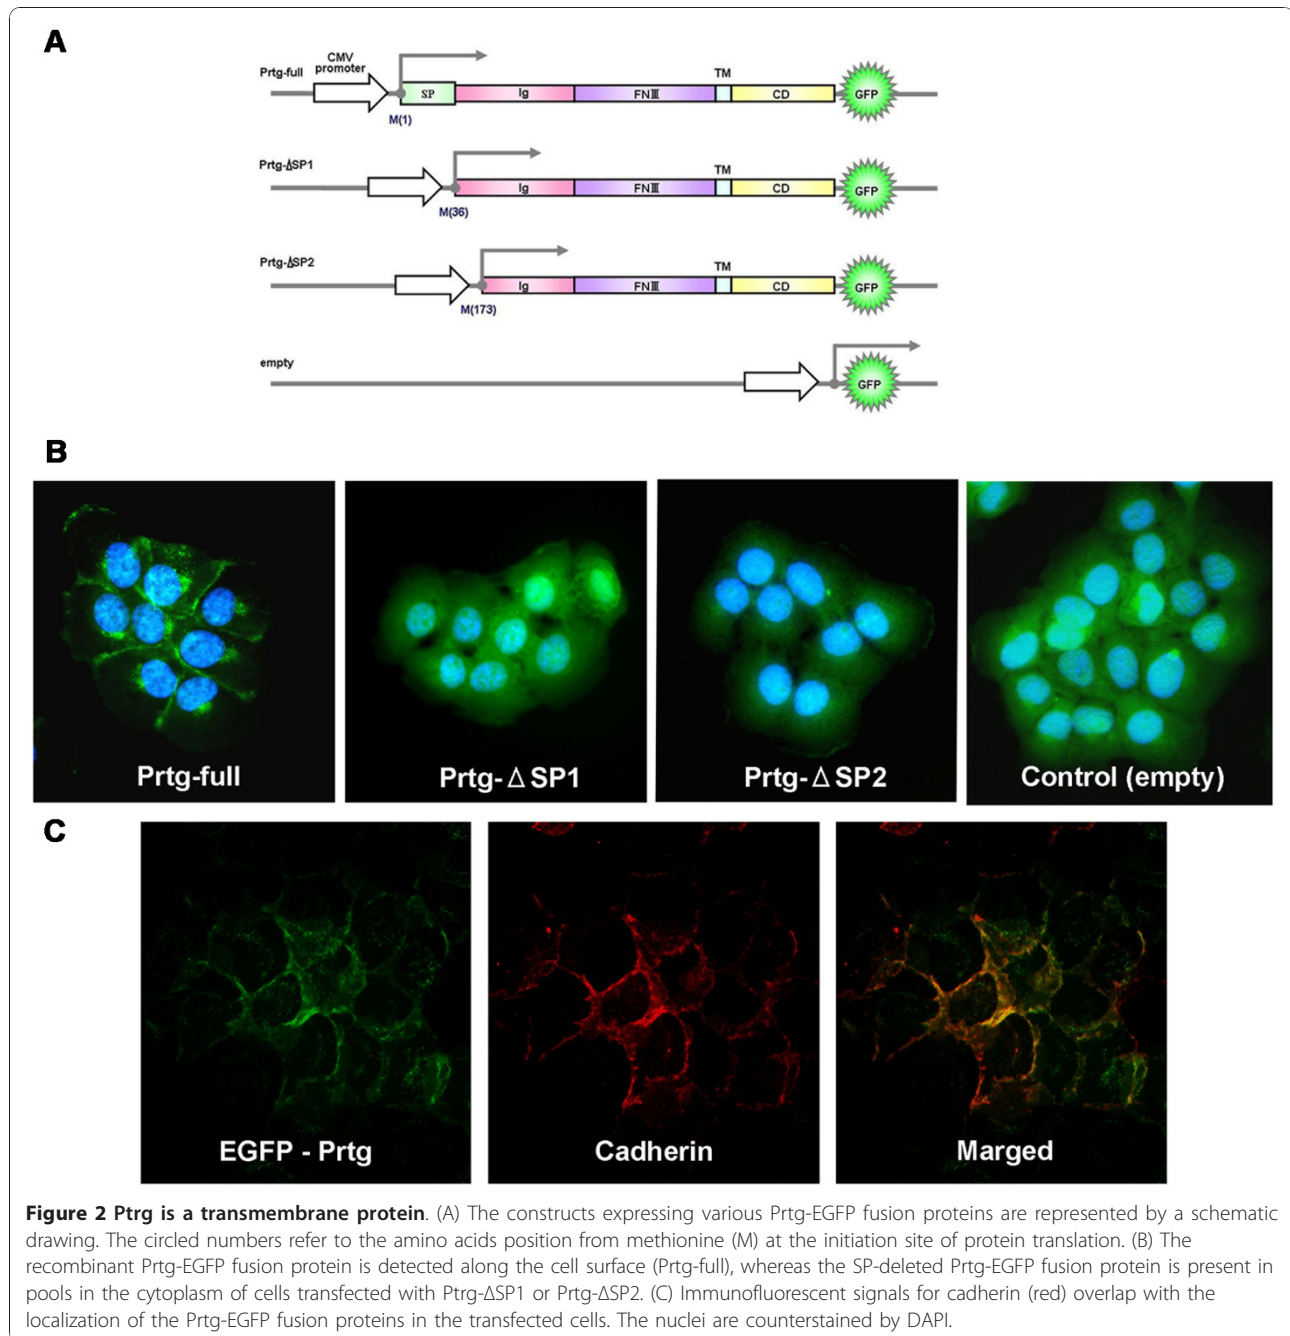 A
CMV
promoter
Prtg-full
TM
SP
Ig
FNⅢ
CD
GFP
M(1)
Prtg-ΔSP1
TM
Ig
FNⅢ
CD
GFP
M(36)
Prtg-ΔSP2
TM
Ig
FNⅢ
CD
GFP
M(173)
empty
GFP
B
Prtg-full
Prtg-Δ SP1
Prtg-Δ SP2
Control (empty)
C
EGFP - Prtg
Cadherin
Marged
Figure 2 Ptrg is a transmembrane protein. (A) The constructs expressing various Prtg-EGFP fusion proteins are represented by a schematic
drawing. The circled numbers refer to the amino acids position from methionine (M) at the initiation site of protein translation. (B) The
recombinant Prtg-EGFP fusion protein is detected along the cell surface (Prtg-full), whereas the SP-deleted Prtg-EGFP fusion protein is present in
pools in the cytoplasm of cells transfected with Ptrg-ΔSP1 or Prtg-ΔSP2. (C) Immunofluorescent signals for cadherin (red) overlap with the
localization of the Prtg-EGFP fusion proteins in the transfected cells. The nuclei are counterstained by DAPI.